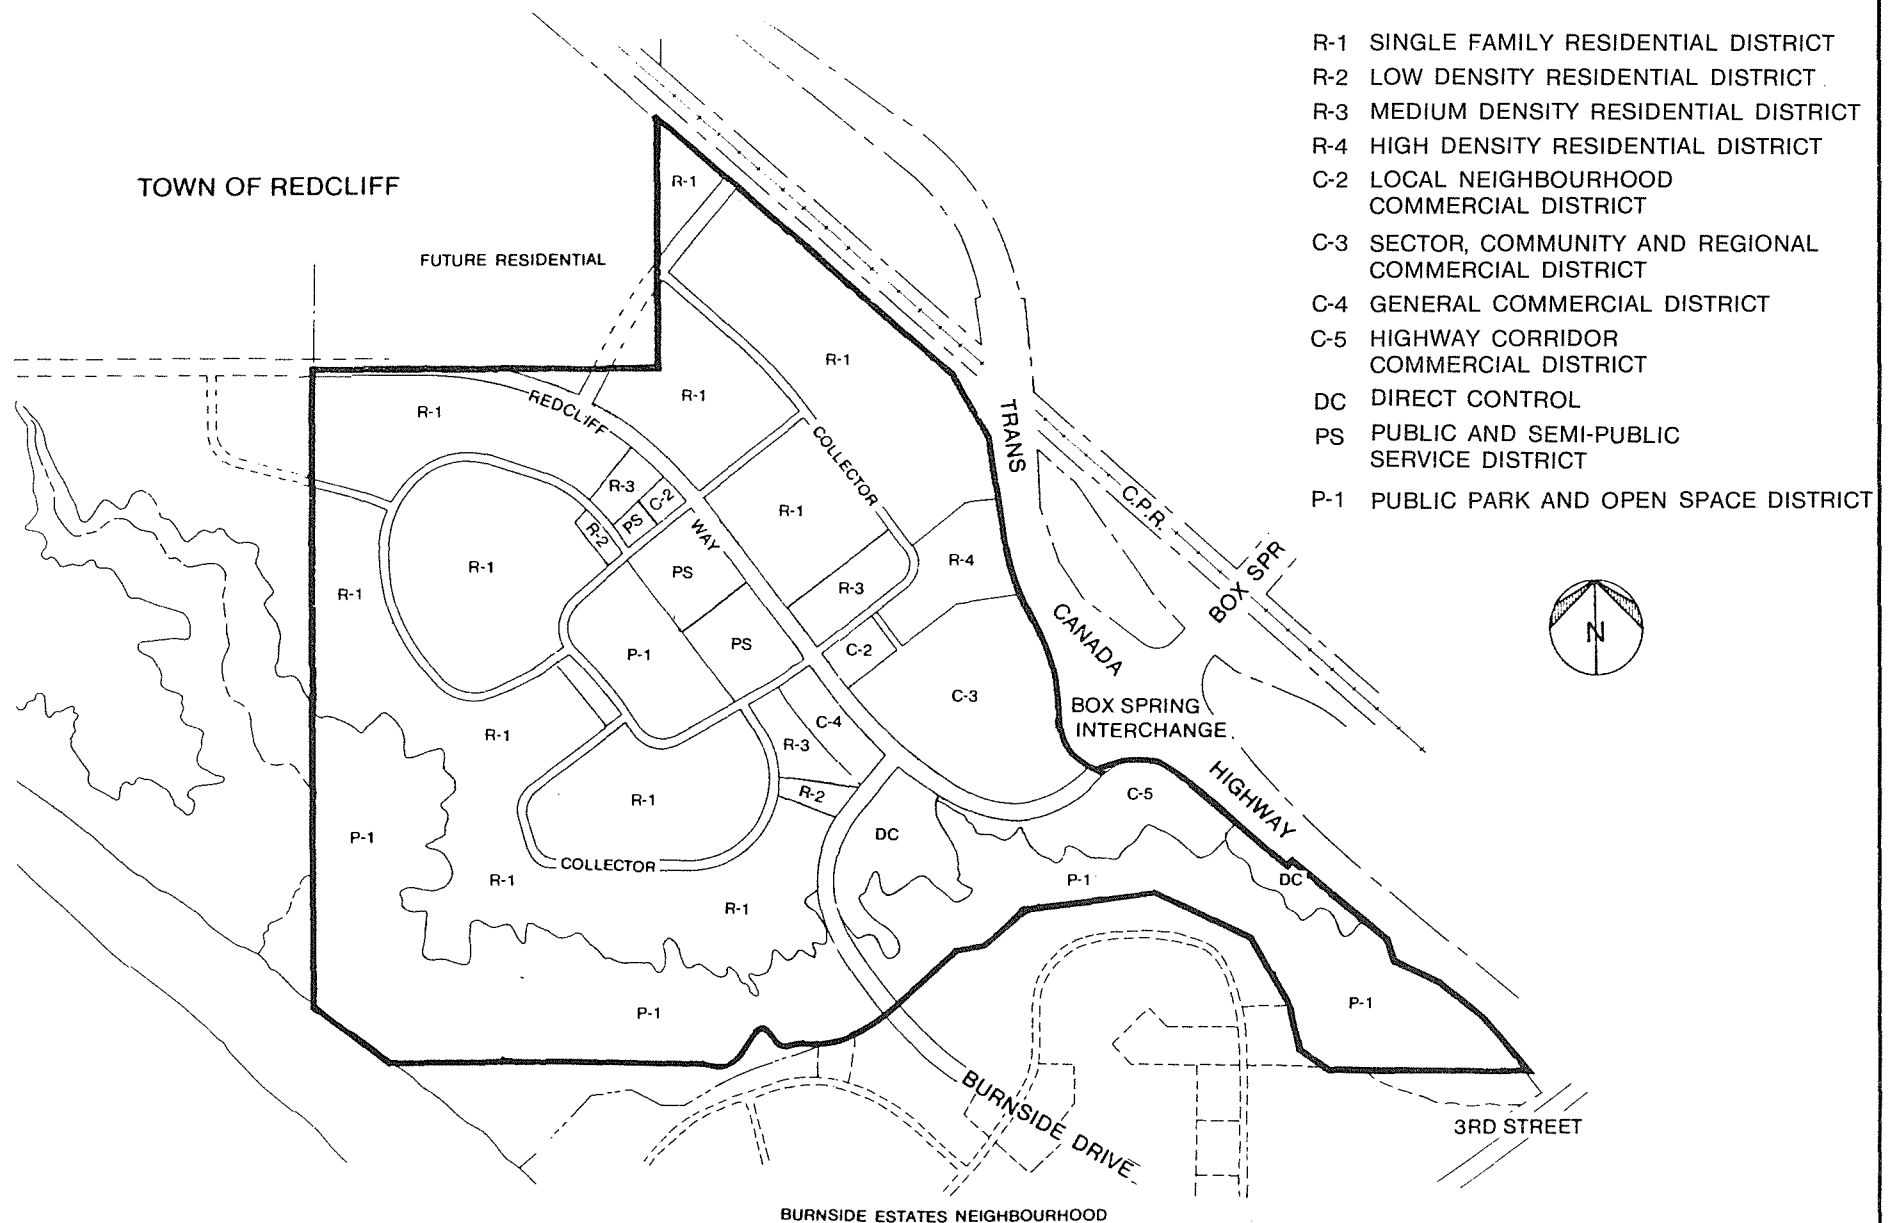 R-1 SINGLE FAMILY RESIDENTIAL DISTRICT
R-2 LOW DENSITY RESIDENTIAL DISTRICT
R-3 MEDIUM DENSITY RESIDENTIAL DISTRICT
R-4 HIGH DENSITY RESIDENTIAL DISTRICT
C-2 LOCAL NEIGHBOURHOOD
COMMERCIAL DISTRICT
C-3 SECTOR, COMMUNITY AND REGIONAL
COMMERCIAL DISTRICT
C-4 GENERAL COMMERCIAL DISTRICT
C-5 HIGHWAY CORRIDOR
COMMERCIAL DISTRICT
DC DIRECT CONTROL
PS PUBLIC AND SEMI-PUBLIC
SERVICE DISTRICT
P-1 PUBLIC PARK AND OPEN SPACE DISTRICT
N
TOWN OF REDCLIFF
FUTURE RESIDENTIAL
R-1
R-1
R-1
R-1
REDCLIFF
WAY
COLLECTOR
TRANS
CANADA
HIGHWAY
C.P.R.
BOX SPR
R-3
C-2
PS
R-2
R-1
R-1
R-1
PS
R-3
R-4
PS
P-1
C-2
C-3
BOX SPRING
INTERCHANGE
C-4
R-3
R-1
R-2
R-1
C-5
DC
P-1
COLLECTOR
R-1
R-1
P-1
DC
P-1
P-1
BURNSIDE DRIVE
3RD STREET
BURNSIDE ESTATES NEIGHBOURHOOD